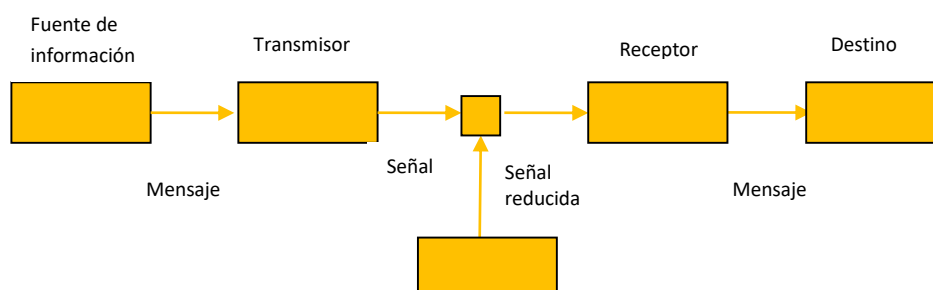 Fuente de
información
Transmisor
Receptor
Destino
Señal
Señal
reducida
Mensaje
Mensaje